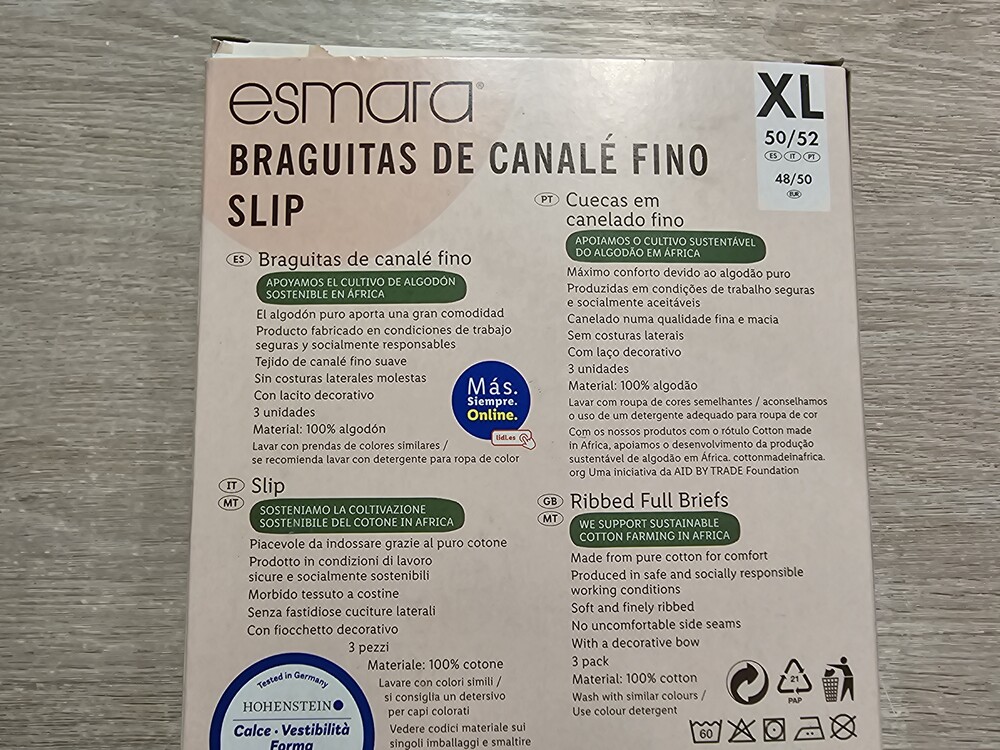 esmara®
BRAGUITAS DE CANALÉ FINO
SLIP
XL
50/52
ES IT PT
48/50
EUR
ES Braguitas de canalé fino
APOYAMOS EL CULTIVO DE ALGODÓN
SOSTENIBLE EN ÁFRICA
El algodón puro aporta una gran comodidad
Producto fabricado en condiciones de trabajo
seguras y socialmente responsables
Tejido de canalé fino suave
Sin costuras laterales molestas
Con lacito decorativo
3 unidades
Material: 100% algodón
Lavar con prendas de colores similares /
se recomienda lavar con detergente para ropa de color
Más.
Siempre.
Online.
lidl.es
PT Cuecas em
canelado fino
APOIAMOS O CULTIVO SUSTENTÁVEL
DO ALGODÃO EM ÁFRICA
Máximo conforto devido ao algodão puro
Produzidas em condições de trabalho seguras
e socialmente aceitáveis
Canelado numa qualidade fina e macia
Sem costuras laterais
Com laço decorativo
3 unidades
Material: 100% algodão
Lavar com roupa de cores semelhantes / aconselhamos
o uso de um detergente adequado para roupa de cor
Com os nossos produtos com o rótulo Cotton made
in Africa, apoiamos o desenvolvimento da produção
sustentável de algodão em África. cottonmadeinafrica.
org Uma iniciativa da AID BY TRADE Foundation
IT MT Slip
SOSTENIAMO LA COLTIVAZIONE
SOSTENIBILE DEL COTONE IN AFRICA
Piacevole da indossare grazie al puro cotone
Prodotto in condizioni di lavoro
sicure e socialmente sostenibili
Morbido tessuto a costine
Senza fastidiose cuciture laterali
Con fiocchetto decorativo
3 pezzi
Materiale: 100% cotone
Lavare con colori simili /
si consiglia un detersivo
per capi colorati
Vedere codici materiale sui
singoli imballaggi e smaltire
Tested in Germany
HOHENSTEIN
Calce · Vestibilità
Forma
GB MT Ribbed Full Briefs
WE SUPPORT SUSTAINABLE
COTTON FARMING IN AFRICA
Made from pure cotton for comfort
Produced in safe and socially responsible
working conditions
Soft and finely ribbed
No uncomfortable side seams
With a decorative bow
3 pack
Material: 100% cotton
Wash with similar colours /
Use colour detergent
21
PAP
60